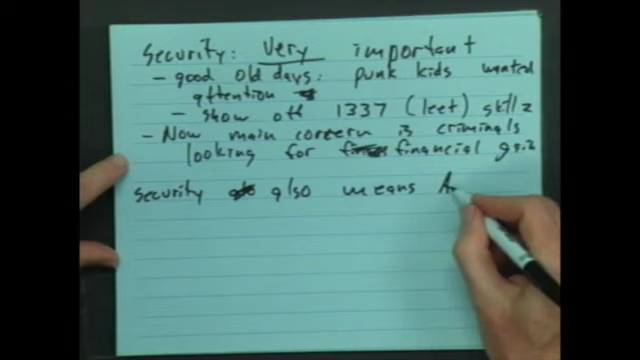 Security: Very important
- good old days: punk kids wanted
attention
- show off 1337 (leet) skillz
- Now main concern is criminals
looking for financial gain
security also means